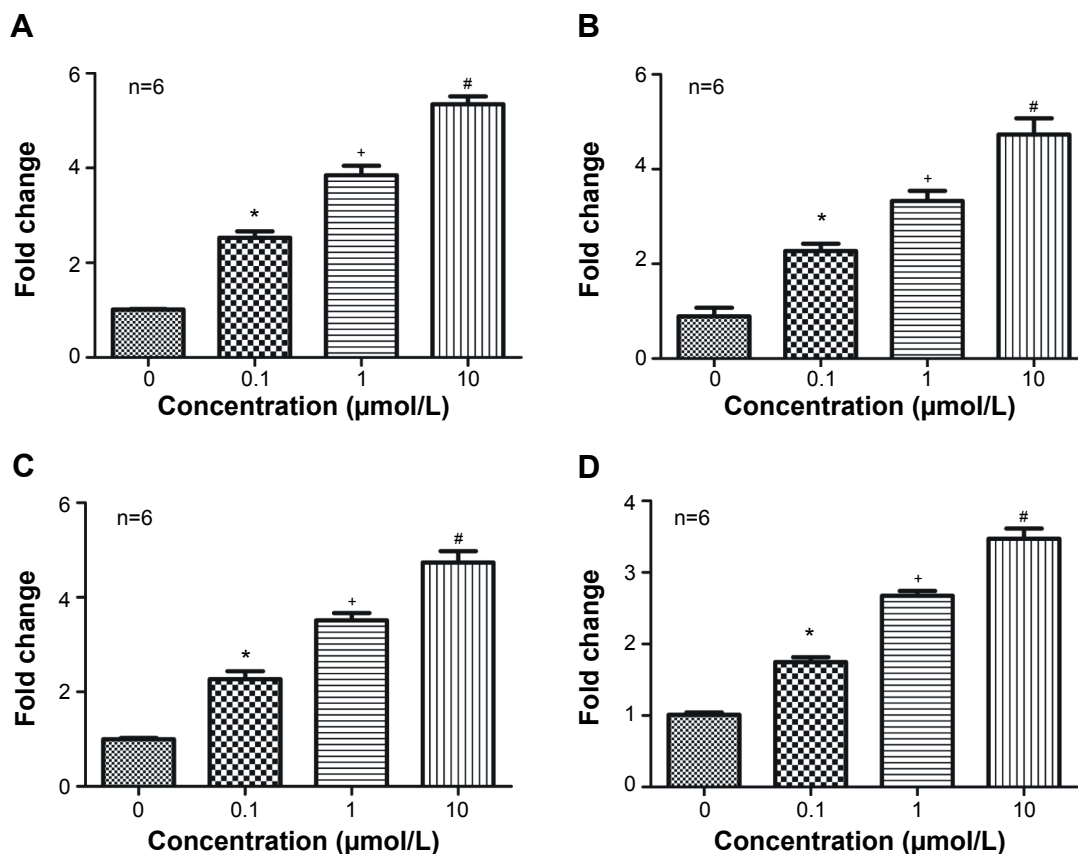 A
n=6
Fold change
6
4
2
0
*
+
#
0 0.1 1 10
Concentration (µmol/L)
B
n=6
Fold change
6
4
2
0
*
+
#
0 0.1 1 10
Concentration (µmol/L)
C
n=6
Fold change
6
4
2
0
*
+
#
0 0.1 1 10
Concentration (µmol/L)
D
n=6
Fold change
4
3
2
1
0
*
+
#
0 0.1 1 10
Concentration (µmol/L)